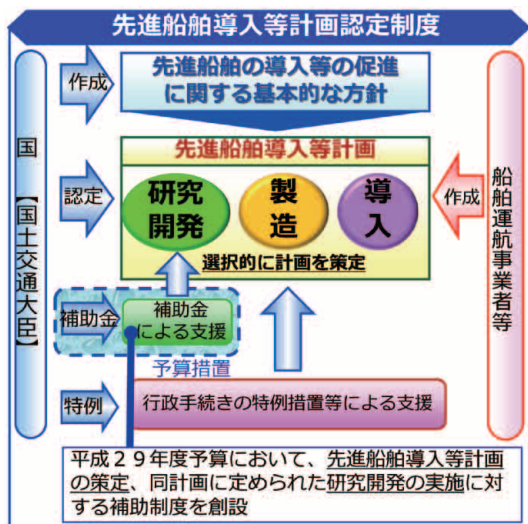 先進船舶導入等計画認定制度
国【国土交通大臣】
作成
先進船舶の導入等の促進
に関する基本的な方針
先進船舶導入等計画
認定
研究
開発
製
造
導
入
選択的に計画を策定
作成
船舶運航事業者等
補助金
補助金
による支援
予算措置
特例
行政手続きの特例措置等による支援
平成２９年度予算において、先進船舶導入等計画
の策定、同計画に定められた研究開発の実施に対
する補助制度を創設